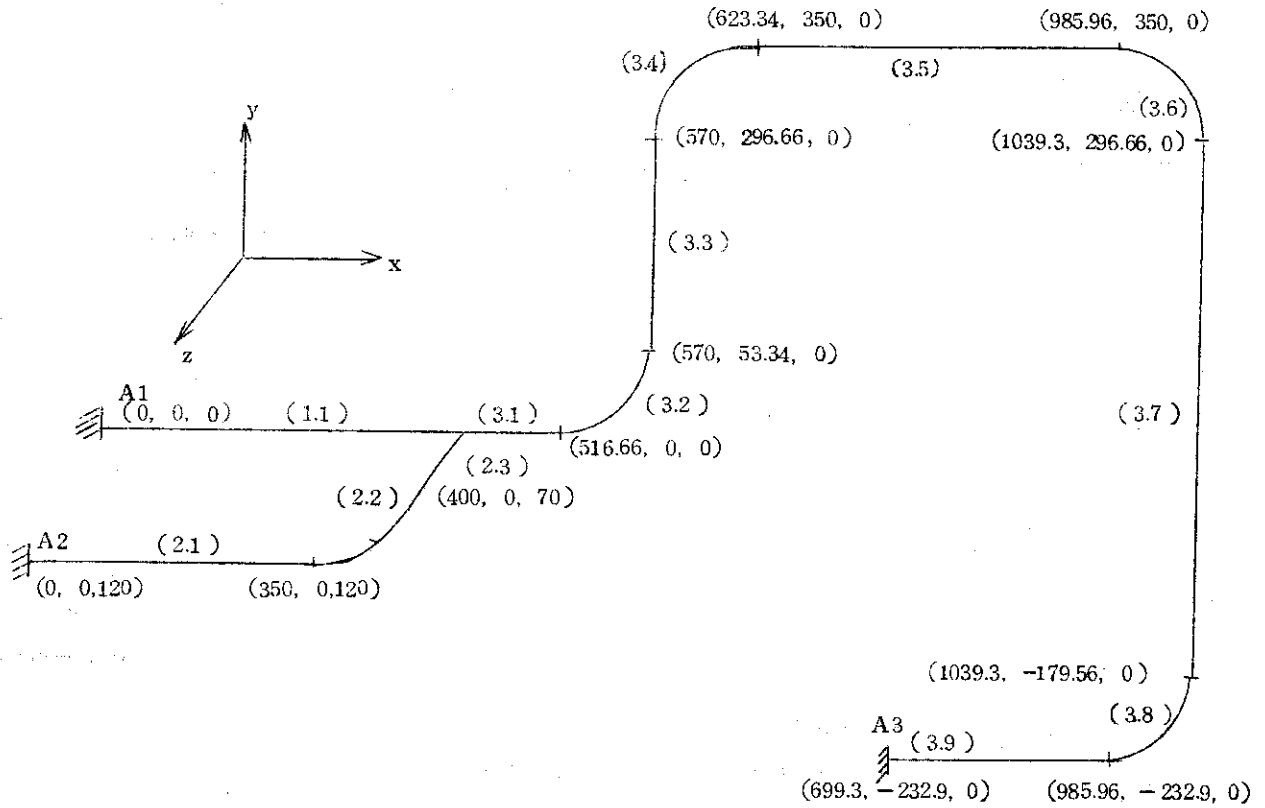 (623.34, 350, 0)
(985.96, 350, 0)
(3.4)
(3.5)
(3.6)
y
(570, 296.66, 0)
(1039.3, 296.66, 0)
(3.3)
x
z
(570, 53.34, 0)
A1
(0, 0, 0)
(1.1)
(3.1)
(3.2)
(3.7)
(516.66, 0, 0)
(2.3)
(2.2)
(400, 0, 70)
A2
(2.1)
(0, 0,120)
(350, 0,120)
(1039.3, −179.56, 0)
(3.8)
A3
(3.9)
(699.3, −232.9, 0)
(985.96, −232.9, 0)